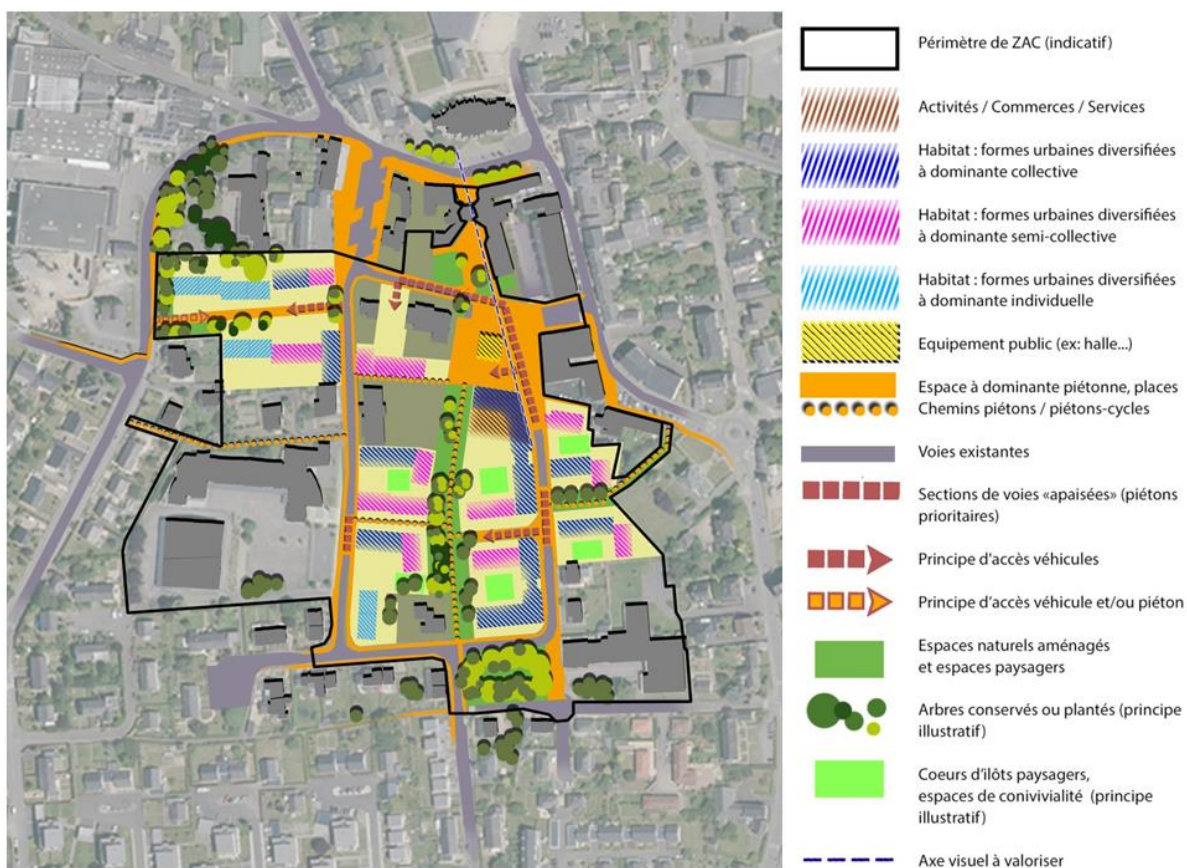 Périmètre de ZAC (indicatif)
Activités / Commerces / Services
Habitat : formes urbaines diversifiées
à dominante collective
Habitat : formes urbaines diversifiées
à dominante semi-collective
Habitat : formes urbaines diversifiées
à dominante individuelle
Equipement public (ex: halle...)
Espace à dominante piétonne, places
Chemins piétons / piétons-cycles
Voies existantes
Sections de voies «apaisées» (piétons
prioritaires)
Principe d'accès véhicules
Principe d'accès véhicule et/ou piéton
Espaces naturels aménagés
et espaces paysagers
Arbres conservés ou plantés (principe
illustratif)
Coeurs d'ilôts paysagers,
espaces de conivivialité (principe
illustratif)
Axe visuel à valoriser